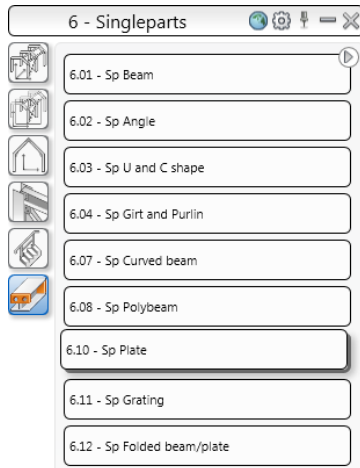 6 - Singleparts
6.01 - Sp Beam
6.02 - Sp Angle
6.03 - Sp U and C shape
6.04 - Sp Girt and Purlin
6.07 - Sp Curved beam
6.08 - Sp Polybeam
6.10 - Sp Plate
6.11 - Sp Grating
6.12 - Sp Folded beam/plate